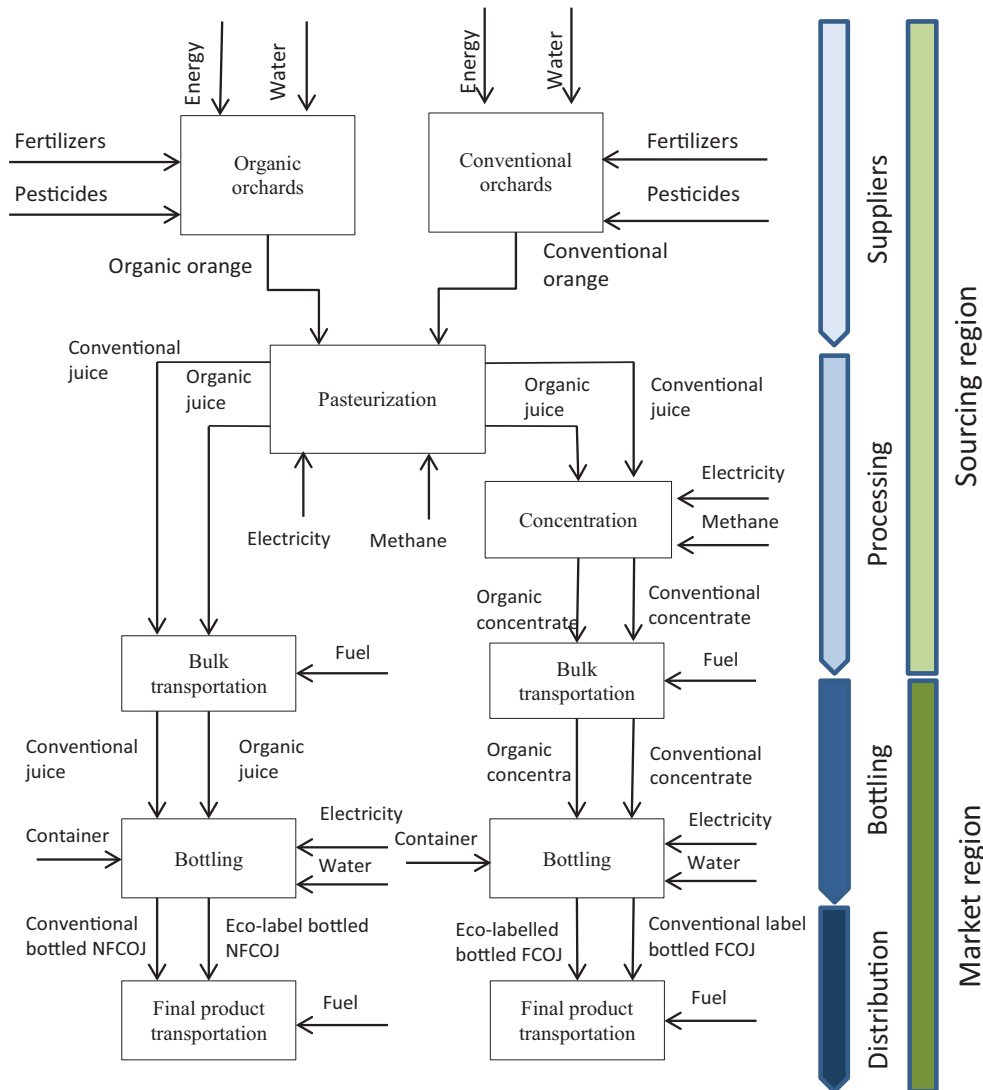 Energy
Water
Energy
Water
Fertilizers
Pesticides
Organic
orchards
Conventional
orchards
Fertilizers
Pesticides
Organic orange
Conventional
orange
Conventional
juice
Organic
juice
Pasteurization
Organic
juice
Conventional
juice
Electricity
Methane
Concentration
Electricity
Methane
Organic
concentrate
Conventional
concentrate
Bulk
transportation
Fuel
Bulk
transportation
Fuel
Conventional
juice
Organic
juice
Organic
concentra
Conventional
concentrate
Container
Bottling
Electricity
Water
Container
Bottling
Electricity
Water
Conventional
bottled NFCOJ
Eco-label bottled
NFCOJ
Eco-labelled
bottled FCOJ
Conventional label
bottled FCOJ
Final product
transportation
Fuel
Final product
transportation
Fuel
Suppliers
Processing
Bottling
Distribution
Sourcing region
Market region